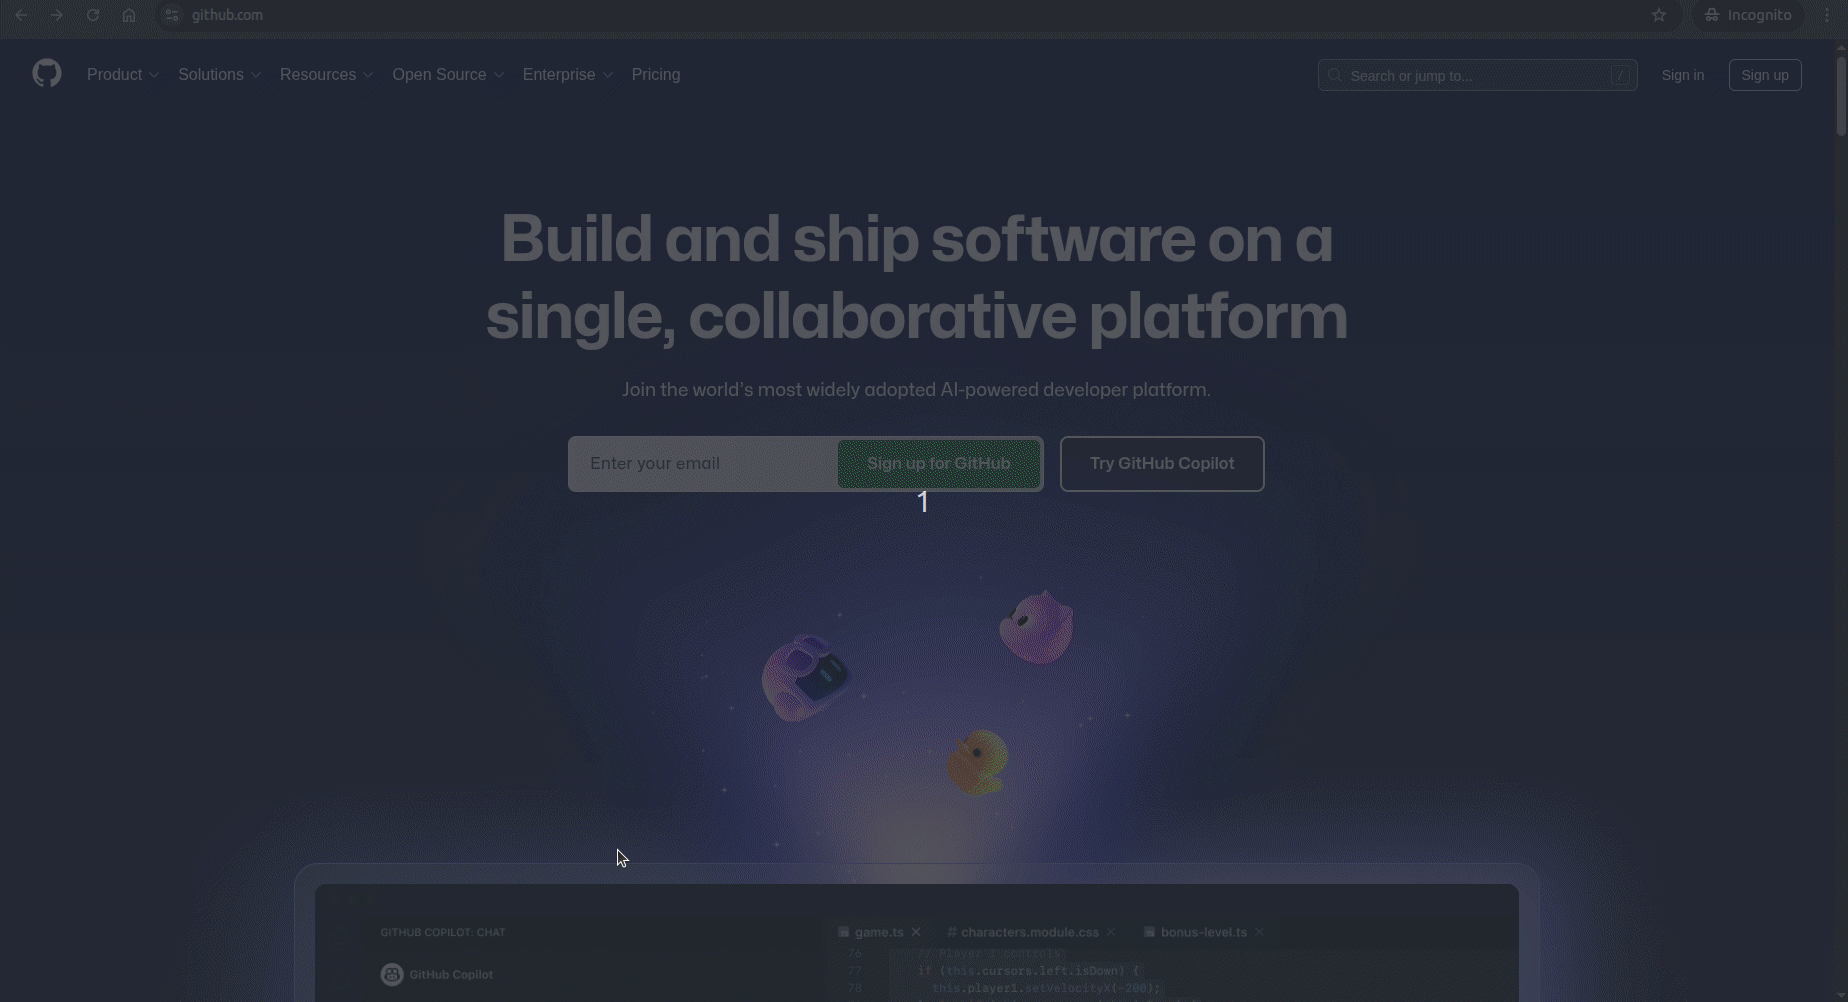 github.com
Incognito
Product
Solutions
Resources
Open Source
Enterprise
Pricing
Search or jump to...
/
Sign in
Sign up
Build and ship software on a
single, collaborative platform
Join the world's most widely adopted AI-powered developer platform.
Enter your email
Sign up for GitHub
Try GitHub Copilot
1
GITHUB COPILOT: CHAT
game.ts
# characters.module.css
bonus-level.ts
GitHub Copilot
76 // Player 1 controls
77 if (this.cursors.left.isDown) {
78 this.player1.setVelocityX(-200);